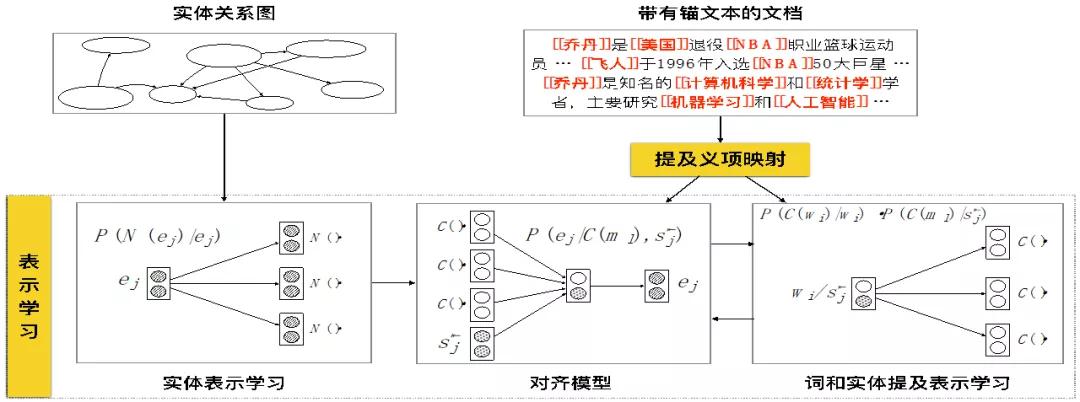 实体关系图
带有锚文本的文档
[[乔丹]]是[[美国]]退役[[NBA]]职业篮球运动
员 … [[飞人]]于1996年入选[[NBA]]50大巨星 …
[[乔丹]]是知名的[[计算机科学]]和[[统计学]]学
者，主要研究[[机器学习]]和[[人工智能]] …
提及义项映射
表示学习
P(N (e_j)/e_j)
e_j
N ()·
N ()·
N ()·
实体表示学习
C()·
C()·
C()·
s_j^←
P(e_j/C(m_l),s_j^←)
e_j
对齐模型
P(C(w_i)/w_i) ·P(C(m_l)/s_j^←)
w_i/s_j^←
C()·
C()·
C()·
词和实体提及表示学习